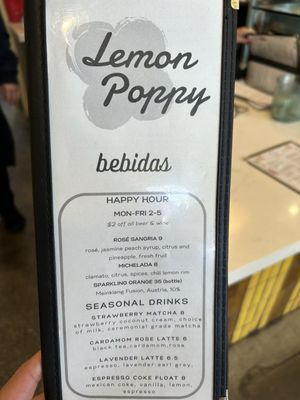 Lemon
Poppy
bebidas
HAPPY HOUR
MON-FRI 2-5
$2 off all beer & wine
ROSÉ SANGRIA 9
rosé, jasmine peach syrup, citrus and
pineapple, fresh fruit
MICHELADA 8
clamato, citrus, spices, chili lemon rim
SPARKLING ORANGE 35 (bottle)
Meinklang Fusion, Austria, 10%
SEASONAL DRINKS
STRAWBERRY MATCHA 8
strawberry coconut cream, choice
of milk, ceremonial grade matcha
CARDAMOM ROSE LATTE 6
black tea,cardamom,rose
LAVENDER LATTE 6.5
espresso, lavender earl grey,
ESPRESSO COKE FLOAT 8
mexican coke, vanilla, lemon,
espresso